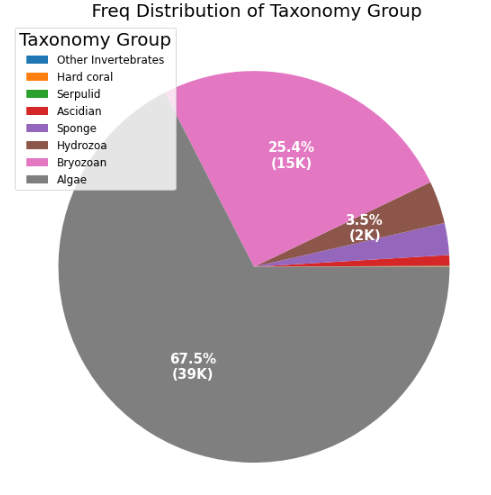 Freq Distribution of Taxonomy Group
Taxonomy Group
Other Invertebrates
Hard coral
Serpulid
Ascidian
Sponge
Hydrozoa
Bryozoan
Algae
25.4%
(15K)
3.5%
(2K)
67.5%
(39K)